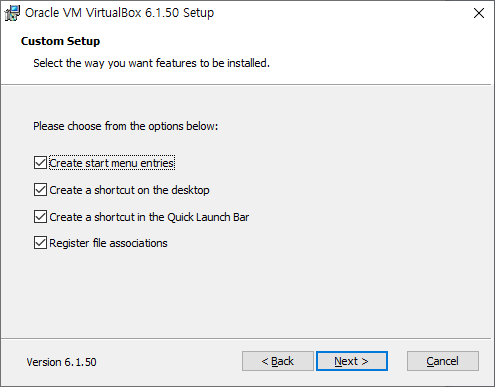 Oracle VM VirtualBox 6.1.50 Setup
Custom Setup
Select the way you want features to be installed.
Please choose from the options below:
Create start menu entries
Create a shortcut on the desktop
Create a shortcut in the Quick Launch Bar
Register file associations
Version 6.1.50
< Back
Next >
Cancel